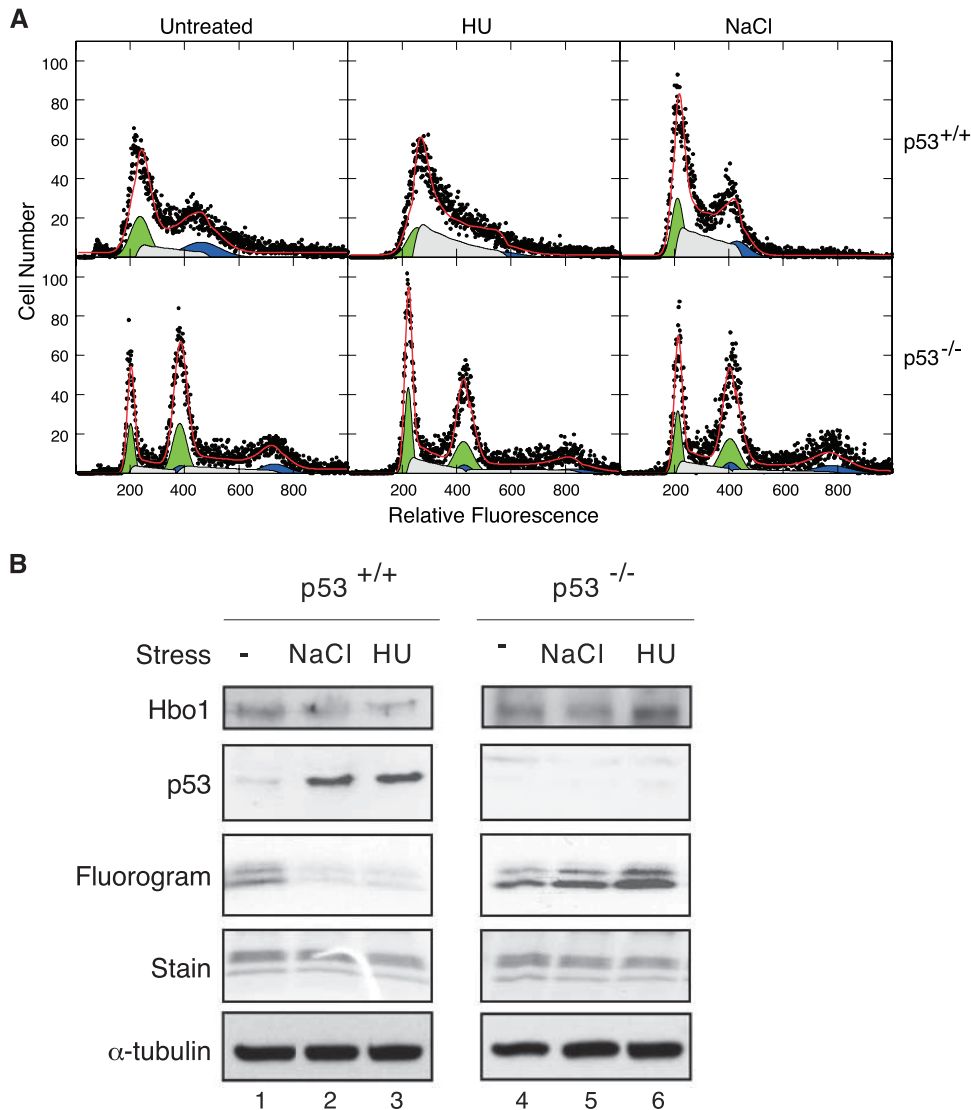 A
Untreated HU NaCl
100
80
60
40
20
p53+/+
Cell Number
100
80
60
40
20
p53-/-
200 400 600 800 200 400 600 800 200 400 600 800
Relative Fluorescence
B
p53 +/+ p53 -/-
Stress - NaCl HU - NaCl HU
Hbo1
p53
Fluorogram
Stain
α-tubulin
1 2 3 4 5 6